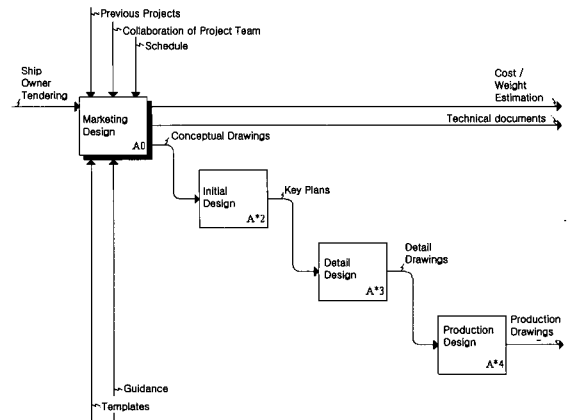 Previous Projects
Collaboration of Project Team
Schedule
Ship
Owner
Tendering
Cost /
Weight
Estimation
Marketing
Design
A0
Technical documents
Conceptual Drawings
Initial
Design
A*2
Key Plans
Detail
Design
A*3
Detail
Drawings
Production
Design
A*4
Production
Drawings
Guidance
Templates